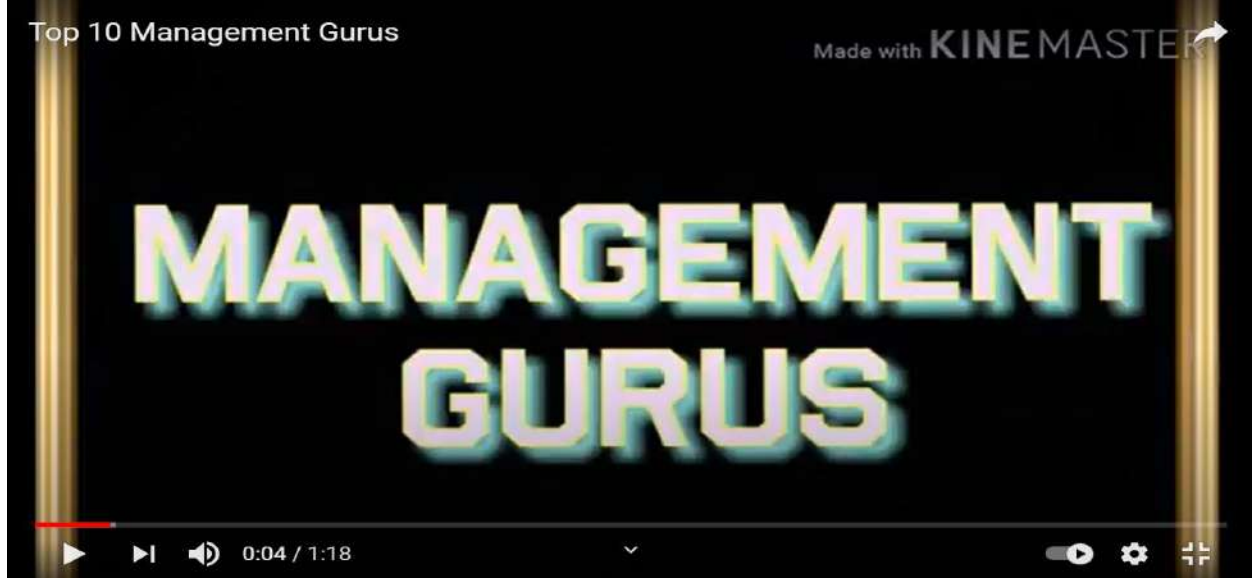 Top 10 Management Gurus
Made with KINEMASTER
MANAGEMENT
GURUS
0:04 / 1:18